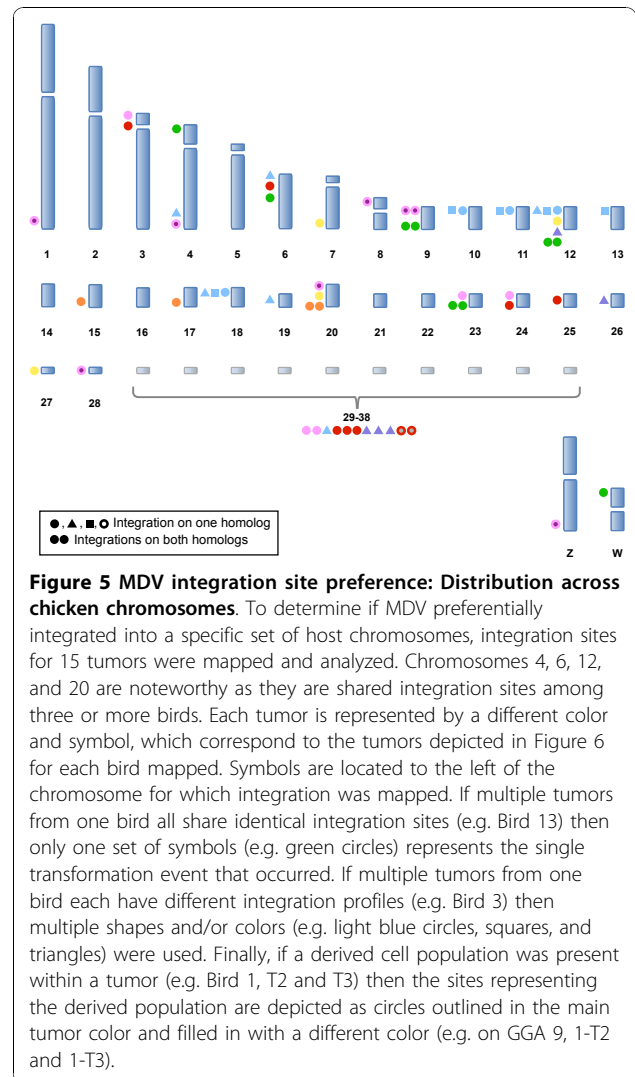 1 2 3 4 5 6 7 8 9 10 11 12 13
14 15 16 17 18 19 20 21 22 23 24 25 26
27 28
29-38
●,▲,■,○ Integration on one homolog
●● Integrations on both homologs
Z W
Figure 5 MDV integration site preference: Distribution across
chicken chromosomes. To determine if MDV preferentially
integrated into a specific set of host chromosomes, integration sites
for 15 tumors were mapped and analyzed. Chromosomes 4, 6, 12,
and 20 are noteworthy as they are shared integration sites among
three or more birds. Each tumor is represented by a different color
and symbol, which correspond to the tumors depicted in Figure 6
for each bird mapped. Symbols are located to the left of the
chromosome for which integration was mapped. If multiple tumors
from one bird all share identical integration sites (e.g. Bird 13) then
only one set of symbols (e.g. green circles) represents the single
transformation event that occurred. If multiple tumors from one
bird each have different integration profiles (e.g. Bird 3) then
multiple shapes and/or colors (e.g. light blue circles, squares, and
triangles) were used. Finally, if a derived cell population was present
within a tumor (e.g. Bird 1, T2 and T3) then the sites representing
the derived population are depicted as circles outlined in the main
tumor color and filled in with a different color (e.g. on GGA 9, 1-T2
and 1-T3).